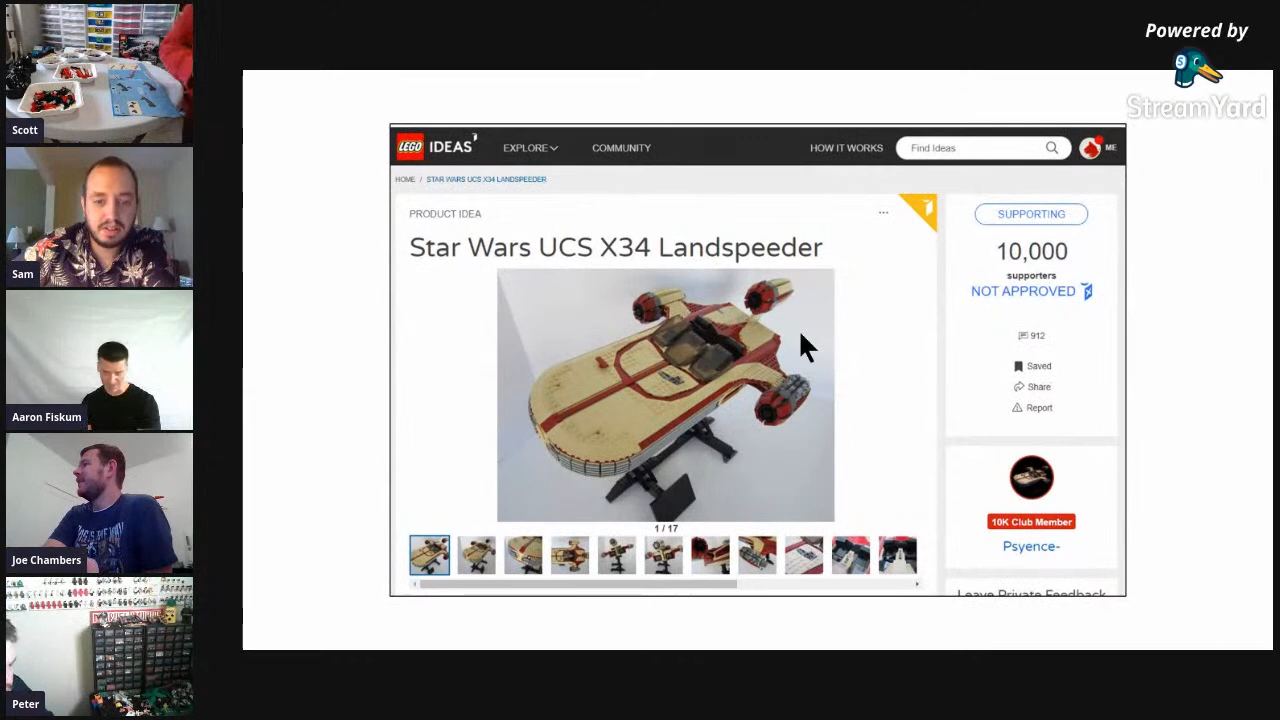 Scott
Sam
Aaron Fiskum
Joe Chambers
Peter
Powered by
StreamYard
LEGO IDEAS
EXPLORE
COMMUNITY
HOW IT WORKS
Find Ideas
ME
HOME / STAR WARS UCS X34 LANDSPEEDER
PRODUCT IDEA
...
Star Wars UCS X34 Landspeeder
1 / 17
SUPPORTING
10,000
supporters
NOT APPROVED
912
Saved
Share
Report
10K Club Member
Psyence-
Leave Private Feedback